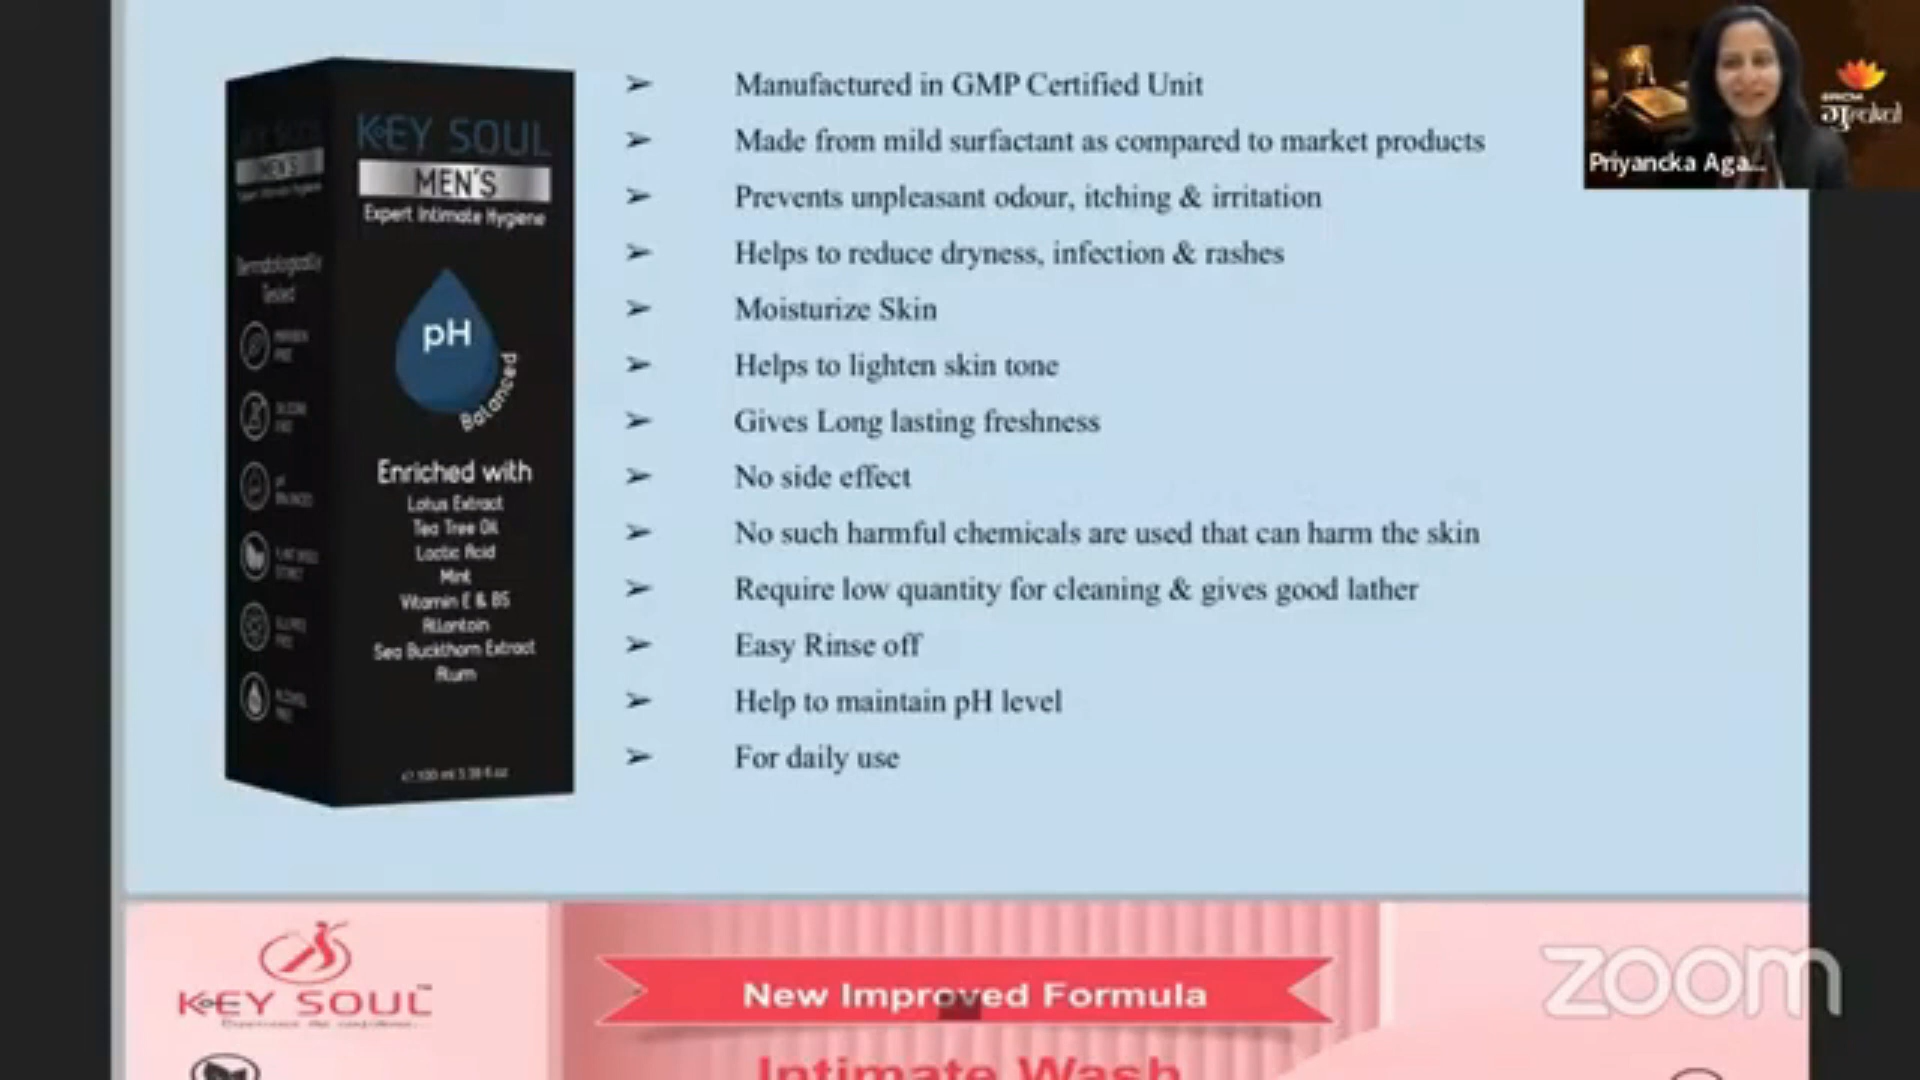 KEY SOUL
MEN'S
Expert Intimate Hygiene
Dermatologically
Tested
pH
Balanced
Enriched with
Lotus Extract
Tea Tree Oil
Lactic Acid
Mint
Vitamin E & B5
Allantoin
Sea Buckthorn Extract
Alum
➢ Manufactured in GMP Certified Unit
➢ Made from mild surfactant as compared to market products
➢ Prevents unpleasant odour, itching & irritation
➢ Helps to reduce dryness, infection & rashes
➢ Moisturize Skin
➢ Helps to lighten skin tone
➢ Gives Long lasting freshness
➢ No side effect
➢ No such harmful chemicals are used that can harm the skin
➢ Require low quantity for cleaning & gives good lather
➢ Easy Rinse off
➢ Help to maintain pH level
➢ For daily use
Priyancka Aga...
गुरुकुल
KEY SOUL™
New Improved Formula
Intimate Wash
zoom